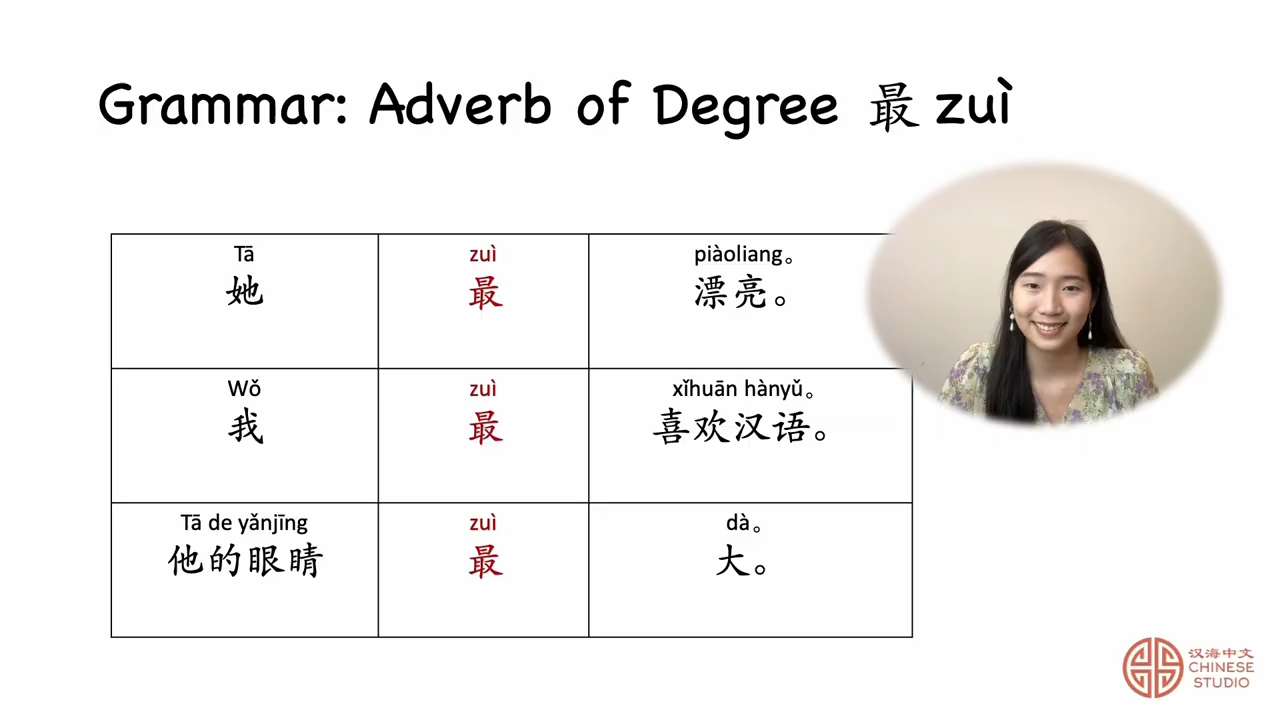 Grammar: Adverb of Degree 最 zuì
Tā zuì piàoliang。
她 最 漂亮。
Wǒ zuì xǐhuān hànyǔ。
我 最 喜欢汉语。
Tā de yǎnjīng zuì dà。
他的眼睛 最 大。
汉海中文
CHINESE
STUDIO